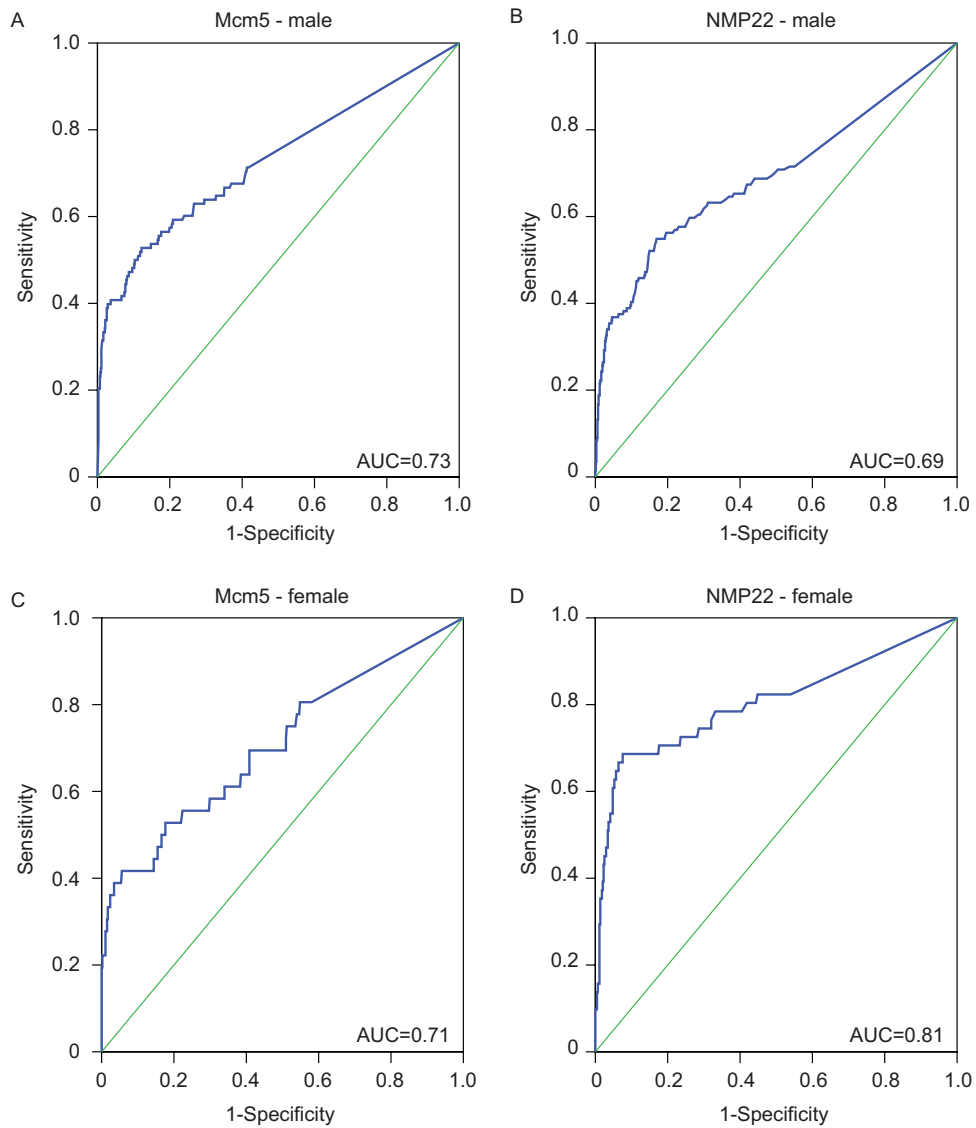 A
Mcm5 - male
1.0
0.8
0.6
0.4
0.2
0
Sensitivity
AUC=0.73
0 0.2 0.4 0.6 0.8 1.0
1-Specificity
B
NMP22 - male
1.0
0.8
0.6
0.4
0.2
0
Sensitivity
AUC=0.69
0 0.2 0.4 0.6 0.8 1.0
1-Specificity
C
Mcm5 - female
1.0
0.8
0.6
0.4
0.2
0
Sensitivity
AUC=0.71
0 0.2 0.4 0.6 0.8 1.0
1-Specificity
D
NMP22 - female
1.0
0.8
0.6
0.4
0.2
0
Sensitivity
AUC=0.81
0 0.2 0.4 0.6 0.8 1.0
1-Specificity